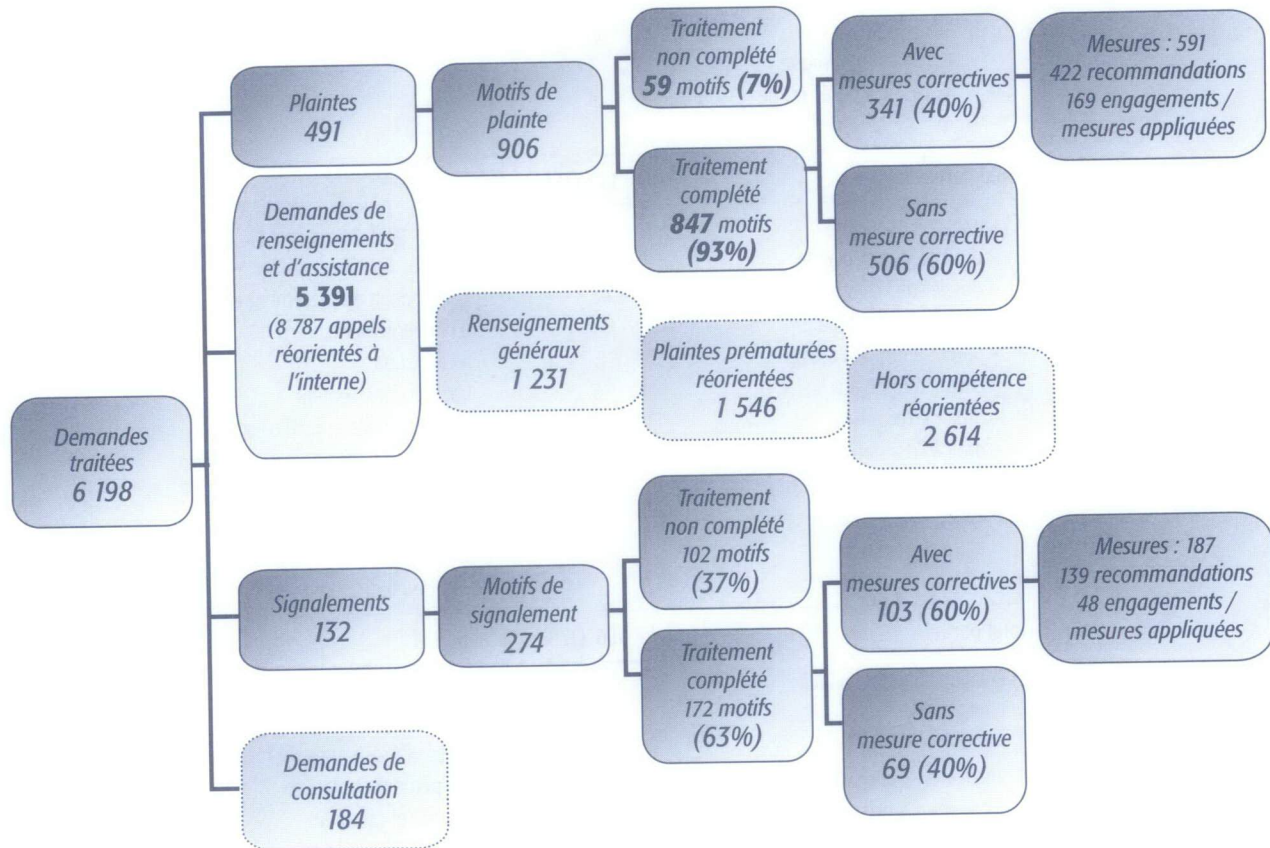 Demandes
traitées
6 198
Plaintes
491
Motifs de
plainte
906
Traitement
non complété
59 motifs (7%)
Traitement
complété
847 motifs
(93%)
Avec
mesures correctives
341 (40%)
Mesures : 591
422 recommandations
169 engagements /
mesures appliquées
Sans
mesure corrective
506 (60%)
Demandes de
renseignements
et d'assistance
5 391
(8 787 appels
réorientés à
l'interne)
Renseignements
généraux
1 231
Plaintes prématurées
réorientées
1 546
Hors compétence
réorientées
2 614
Signalements
132
Motifs de
signalement
274
Traitement
non complété
102 motifs
(37%)
Traitement
complété
172 motifs
(63%)
Avec
mesures correctives
103 (60%)
Mesures : 187
139 recommandations
48 engagements /
mesures appliquées
Sans
mesure corrective
69 (40%)
Demandes de
consultation
184